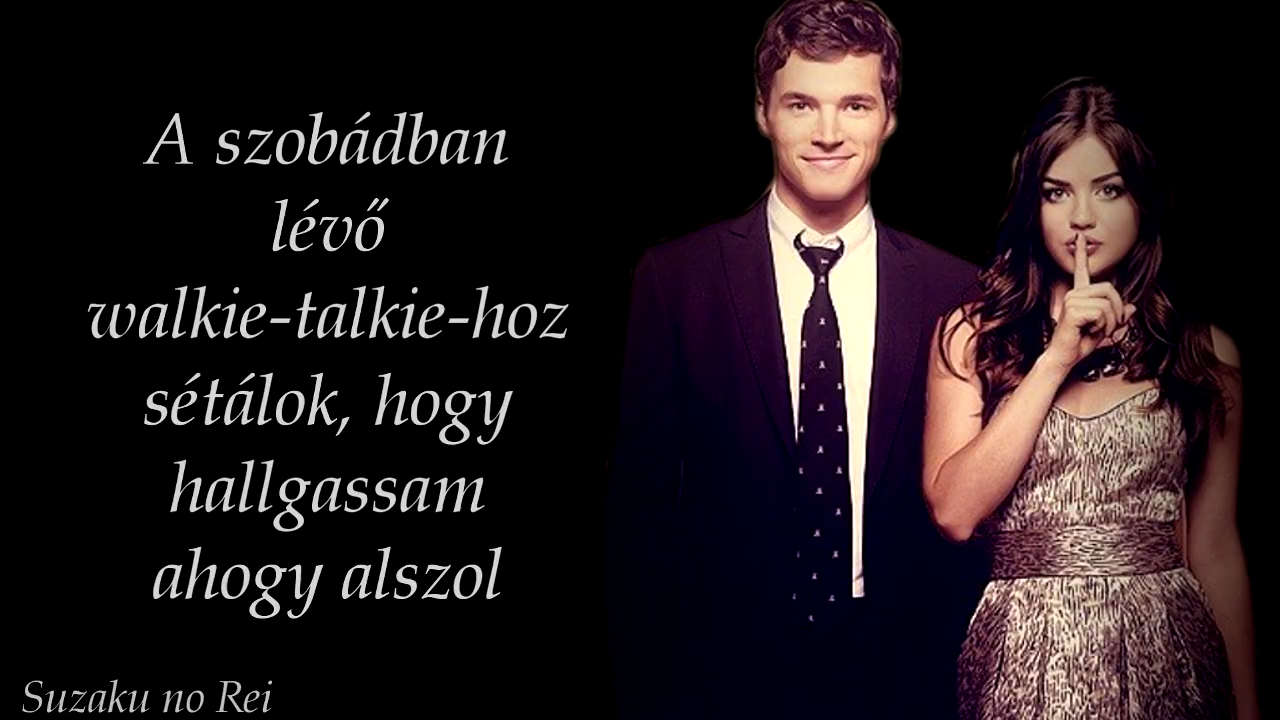 A szobádban
lévő
walkie-talkie-hoz
sétálok, hogy
hallgassam
ahogy alszol
Suzaku no Rei